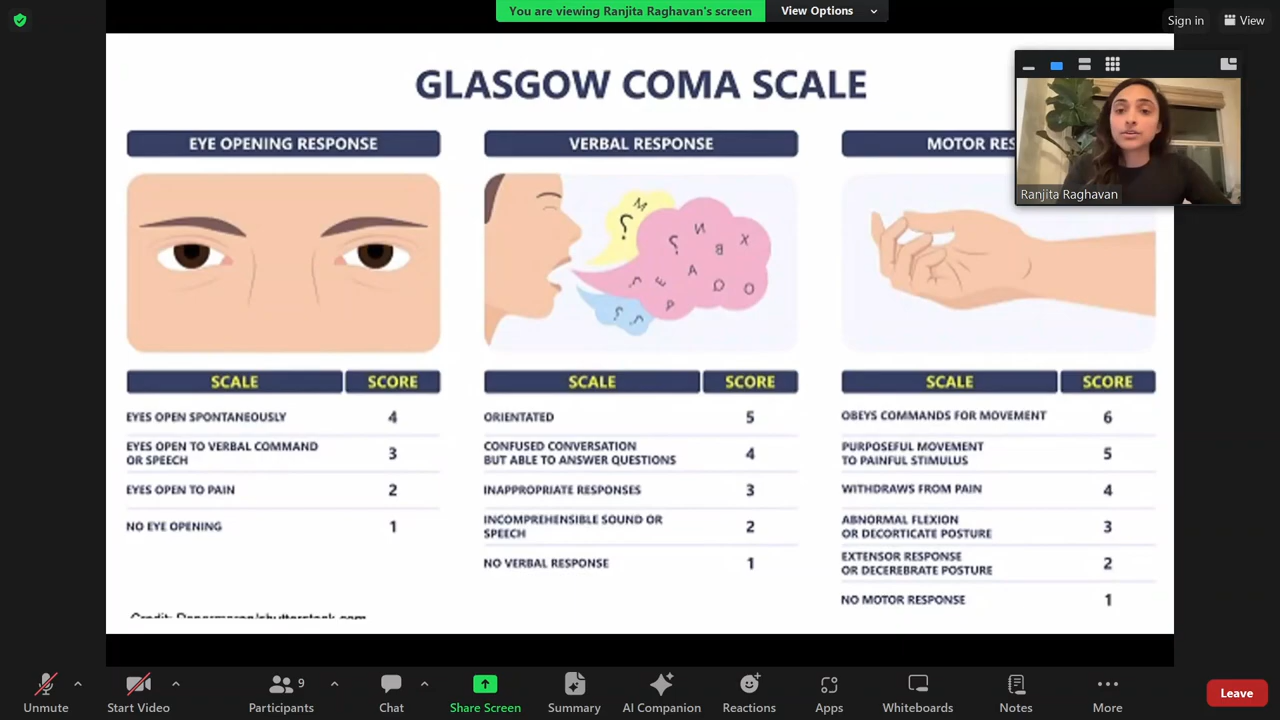 You are viewing Ranjita Raghavan's screen
View Options
Sign in
View
GLASGOW COMA SCALE
Ranjita Raghavan
EYE OPENING RESPONSE
SCALE SCORE
EYES OPEN SPONTANEOUSLY 4
EYES OPEN TO VERBAL COMMAND
OR SPEECH 3
EYES OPEN TO PAIN 2
NO EYE OPENING 1
VERBAL RESPONSE
SCALE SCORE
ORIENTATED 5
CONFUSED CONVERSATION
BUT ABLE TO ANSWER QUESTIONS 4
INAPPROPRIATE RESPONSES 3
INCOMPREHENSIBLE SOUND OR
SPEECH 2
NO VERBAL RESPONSE 1
MOTOR RES
SCALE SCORE
OBEYS COMMANDS FOR MOVEMENT 6
PURPOSEFUL MOVEMENT
TO PAINFUL STIMULUS 5
WITHDRAWS FROM PAIN 4
ABNORMAL FLEXION
OR DECORTICATE POSTURE 3
EXTENSOR RESPONSE
OR DECEREBRATE POSTURE 2
NO MOTOR RESPONSE 1
Unmute
Start Video
Participants 9
Chat
Share Screen
Summary
AI Companion
Reactions
Apps
Whiteboards
Notes
More
Leave